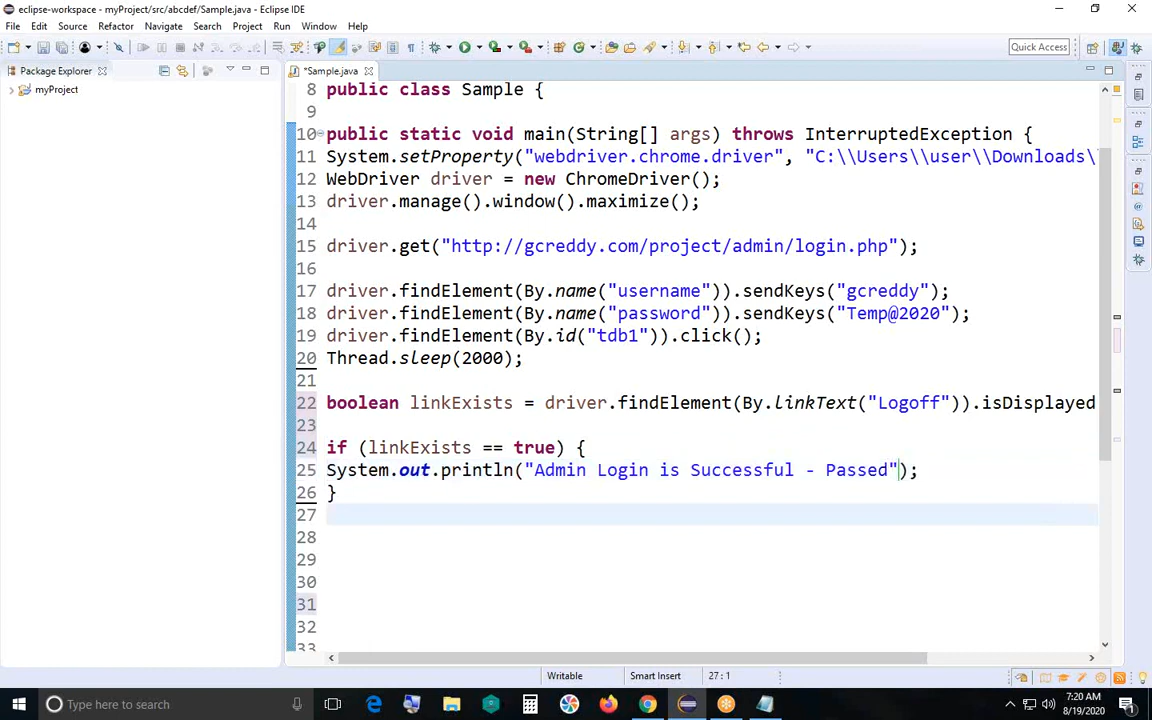 eclipse-workspace - myProject/src/abcdef/Sample.java - Eclipse IDE
File Edit Source Refactor Navigate Search Project Run Window Help
Quick Access
Package Explorer
*Sample.java
myProject
8 public class Sample {
9
10 public static void main(String[] args) throws InterruptedException {
11 System.setProperty("webdriver.chrome.driver", "C:\\Users\\user\\Downloads\
12 WebDriver driver = new ChromeDriver();
13 driver.manage().window().maximize();
14
15 driver.get("http://gcreddy.com/project/admin/login.php");
16
17 driver.findElement(By.name("username")).sendKeys("gcreddy");
18 driver.findElement(By.name("password")).sendKeys("Temp@2020");
19 driver.findElement(By.id("tdb1")).click();
20 Thread.sleep(2000);
21
22 boolean linkExists = driver.findElement(By.linkText("Logoff")).isDisplayed
23
24 if (linkExists == true) {
25 System.out.println("Admin Login is Successful - Passed");
26 }
27
28
29
30
31
32
33
Writable Smart Insert 27 : 1
Type here to search
7:20 AM
8/19/2020
1